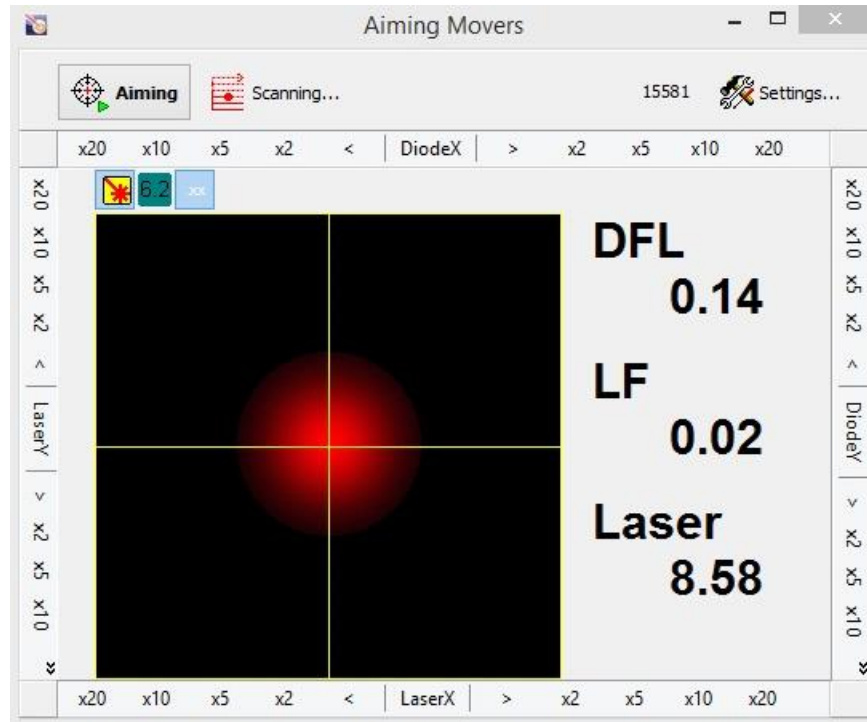 Aiming Movers
Aiming Scanning... 15581 Settings...
x20 x10 x5 x2 < DiodeX > x2 x5 x10 x20
6.2 xx
x20 x10 x5 x2 < LaserY > x2 x5 x10 »
DFL
0.14
LF
0.02
Laser
8.58
x20 x10 x5 x2 < DiodeY > x2 x5 x10 »
x20 x10 x5 x2 < LaserX > x2 x5 x10 x20